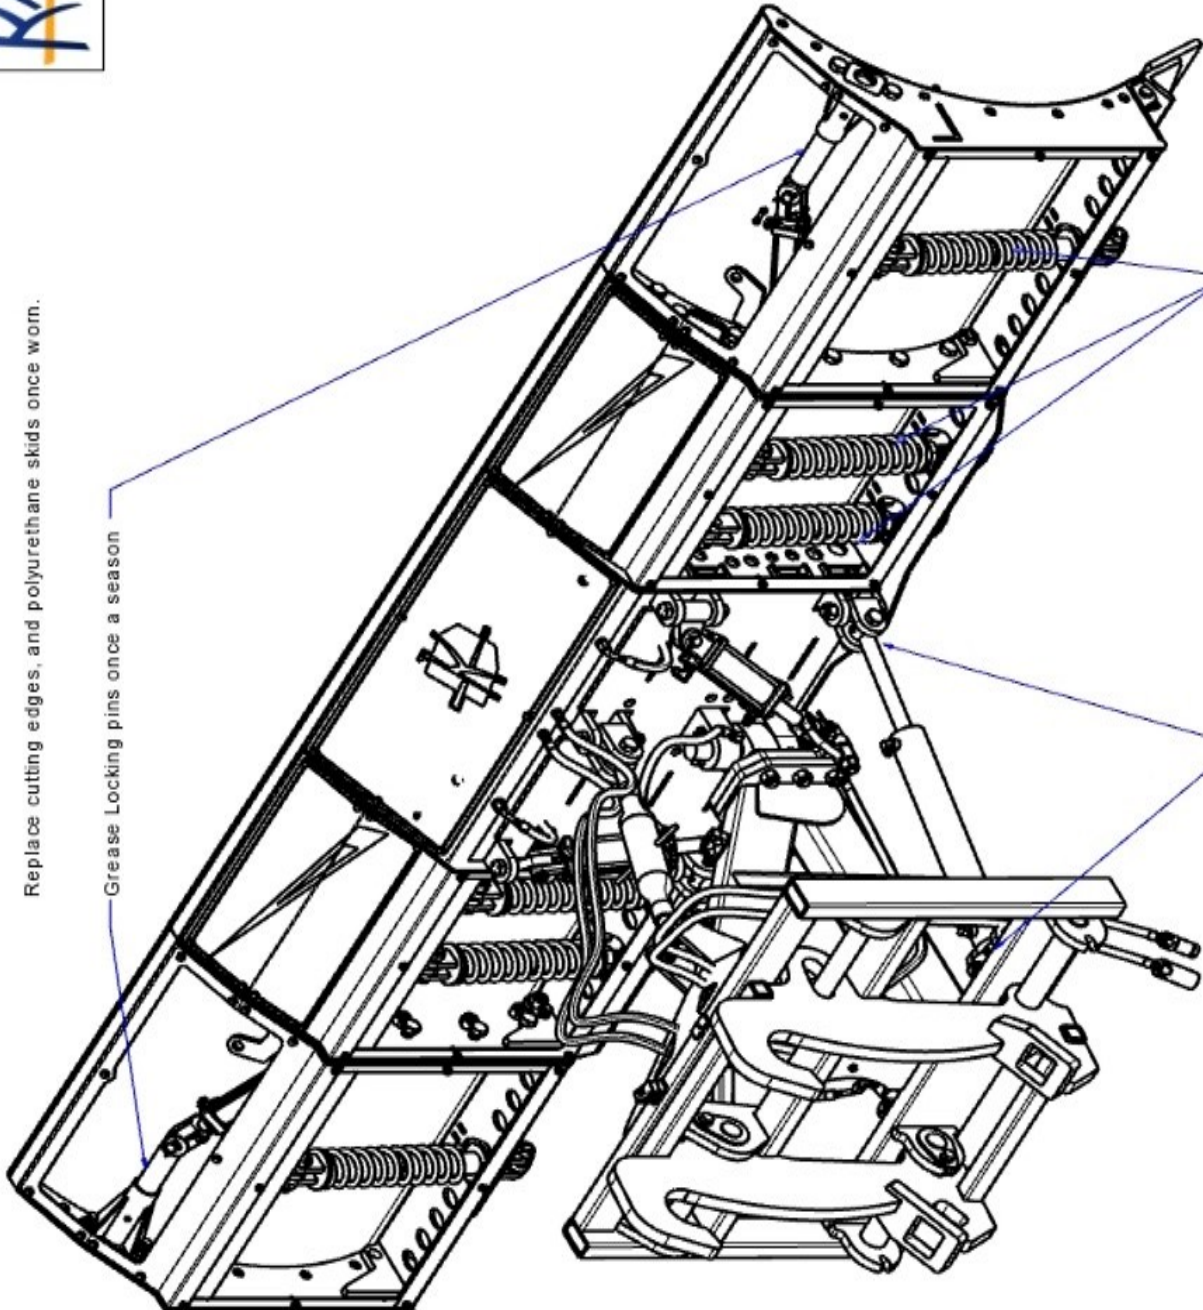 Replace cutting edges, and polyurethane skids once worn.
Grease Locking pins once a season